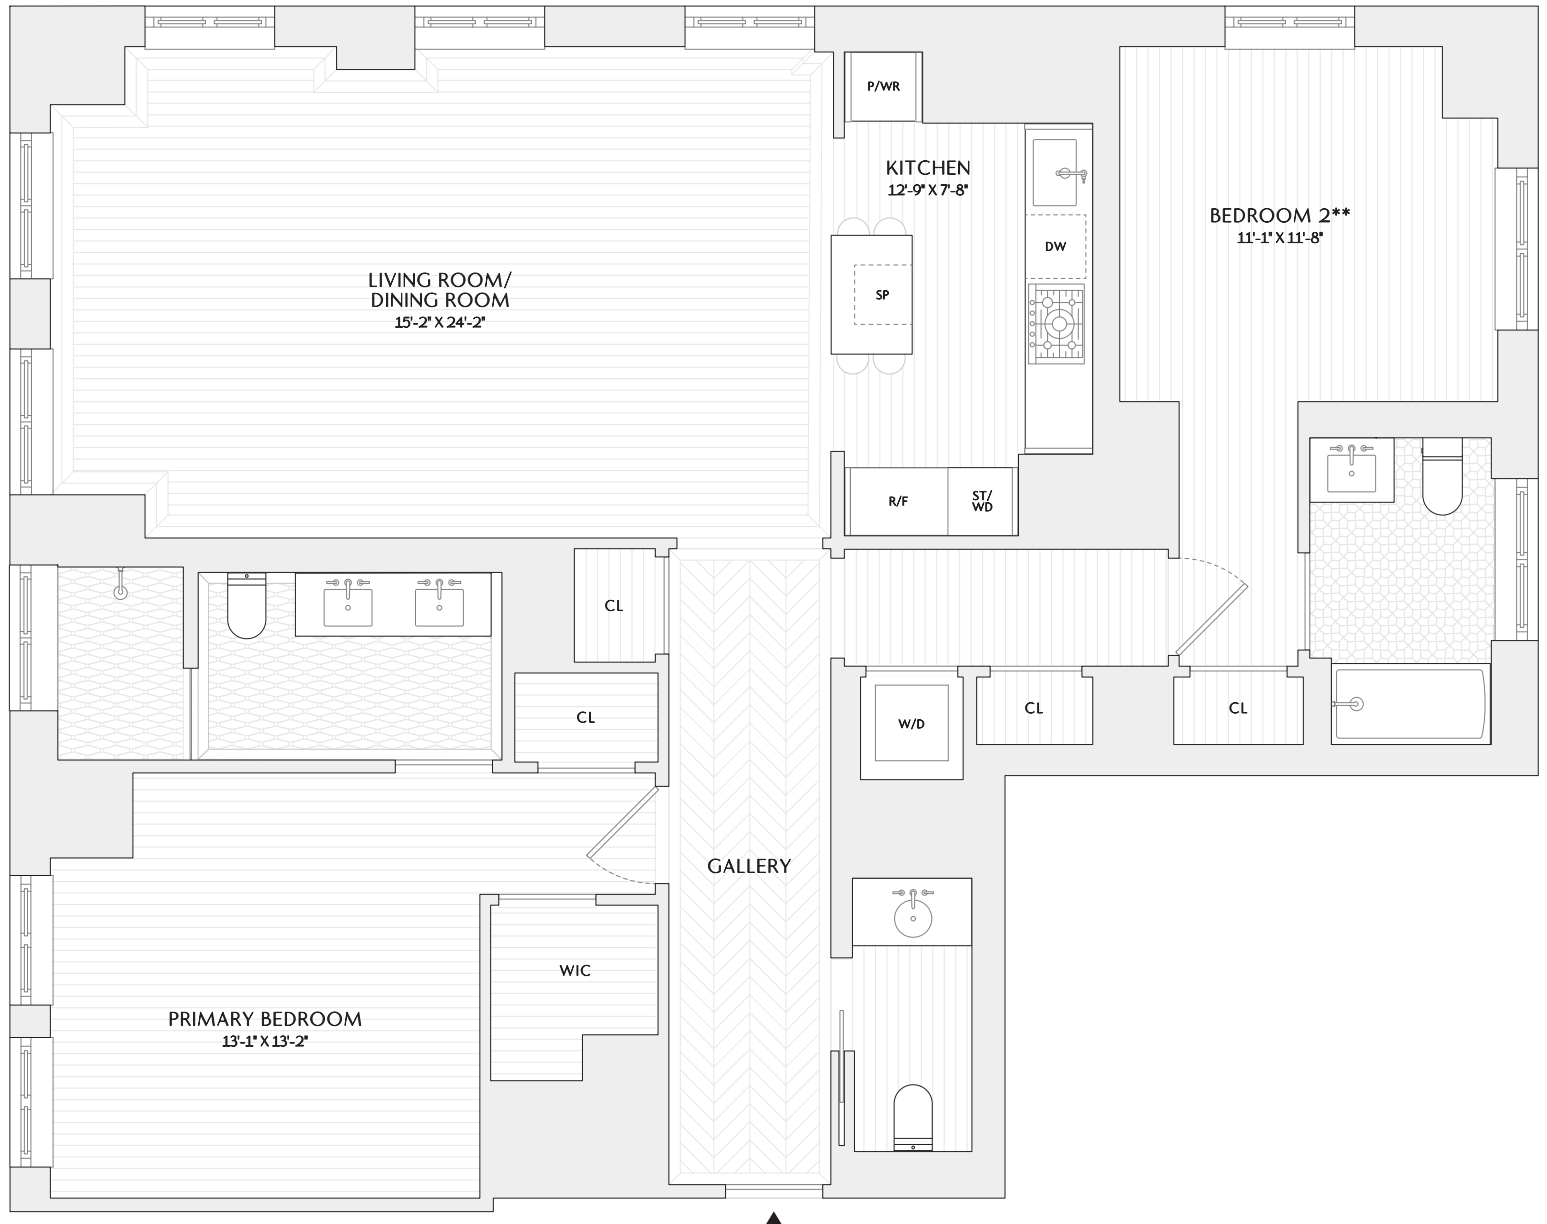 P/WR
KITCHEN
12'-9" X 7'-8"
BEDROOM 2**
11'-1" X 11'-8"
DW
LIVING ROOM/
DINING ROOM
15'-2" X 24'-2"
SP
R/F
ST/
WD
CL
CL
W/D
CL
CL
GALLERY
WIC
PRIMARY BEDROOM
13'-1" X 13'-2"